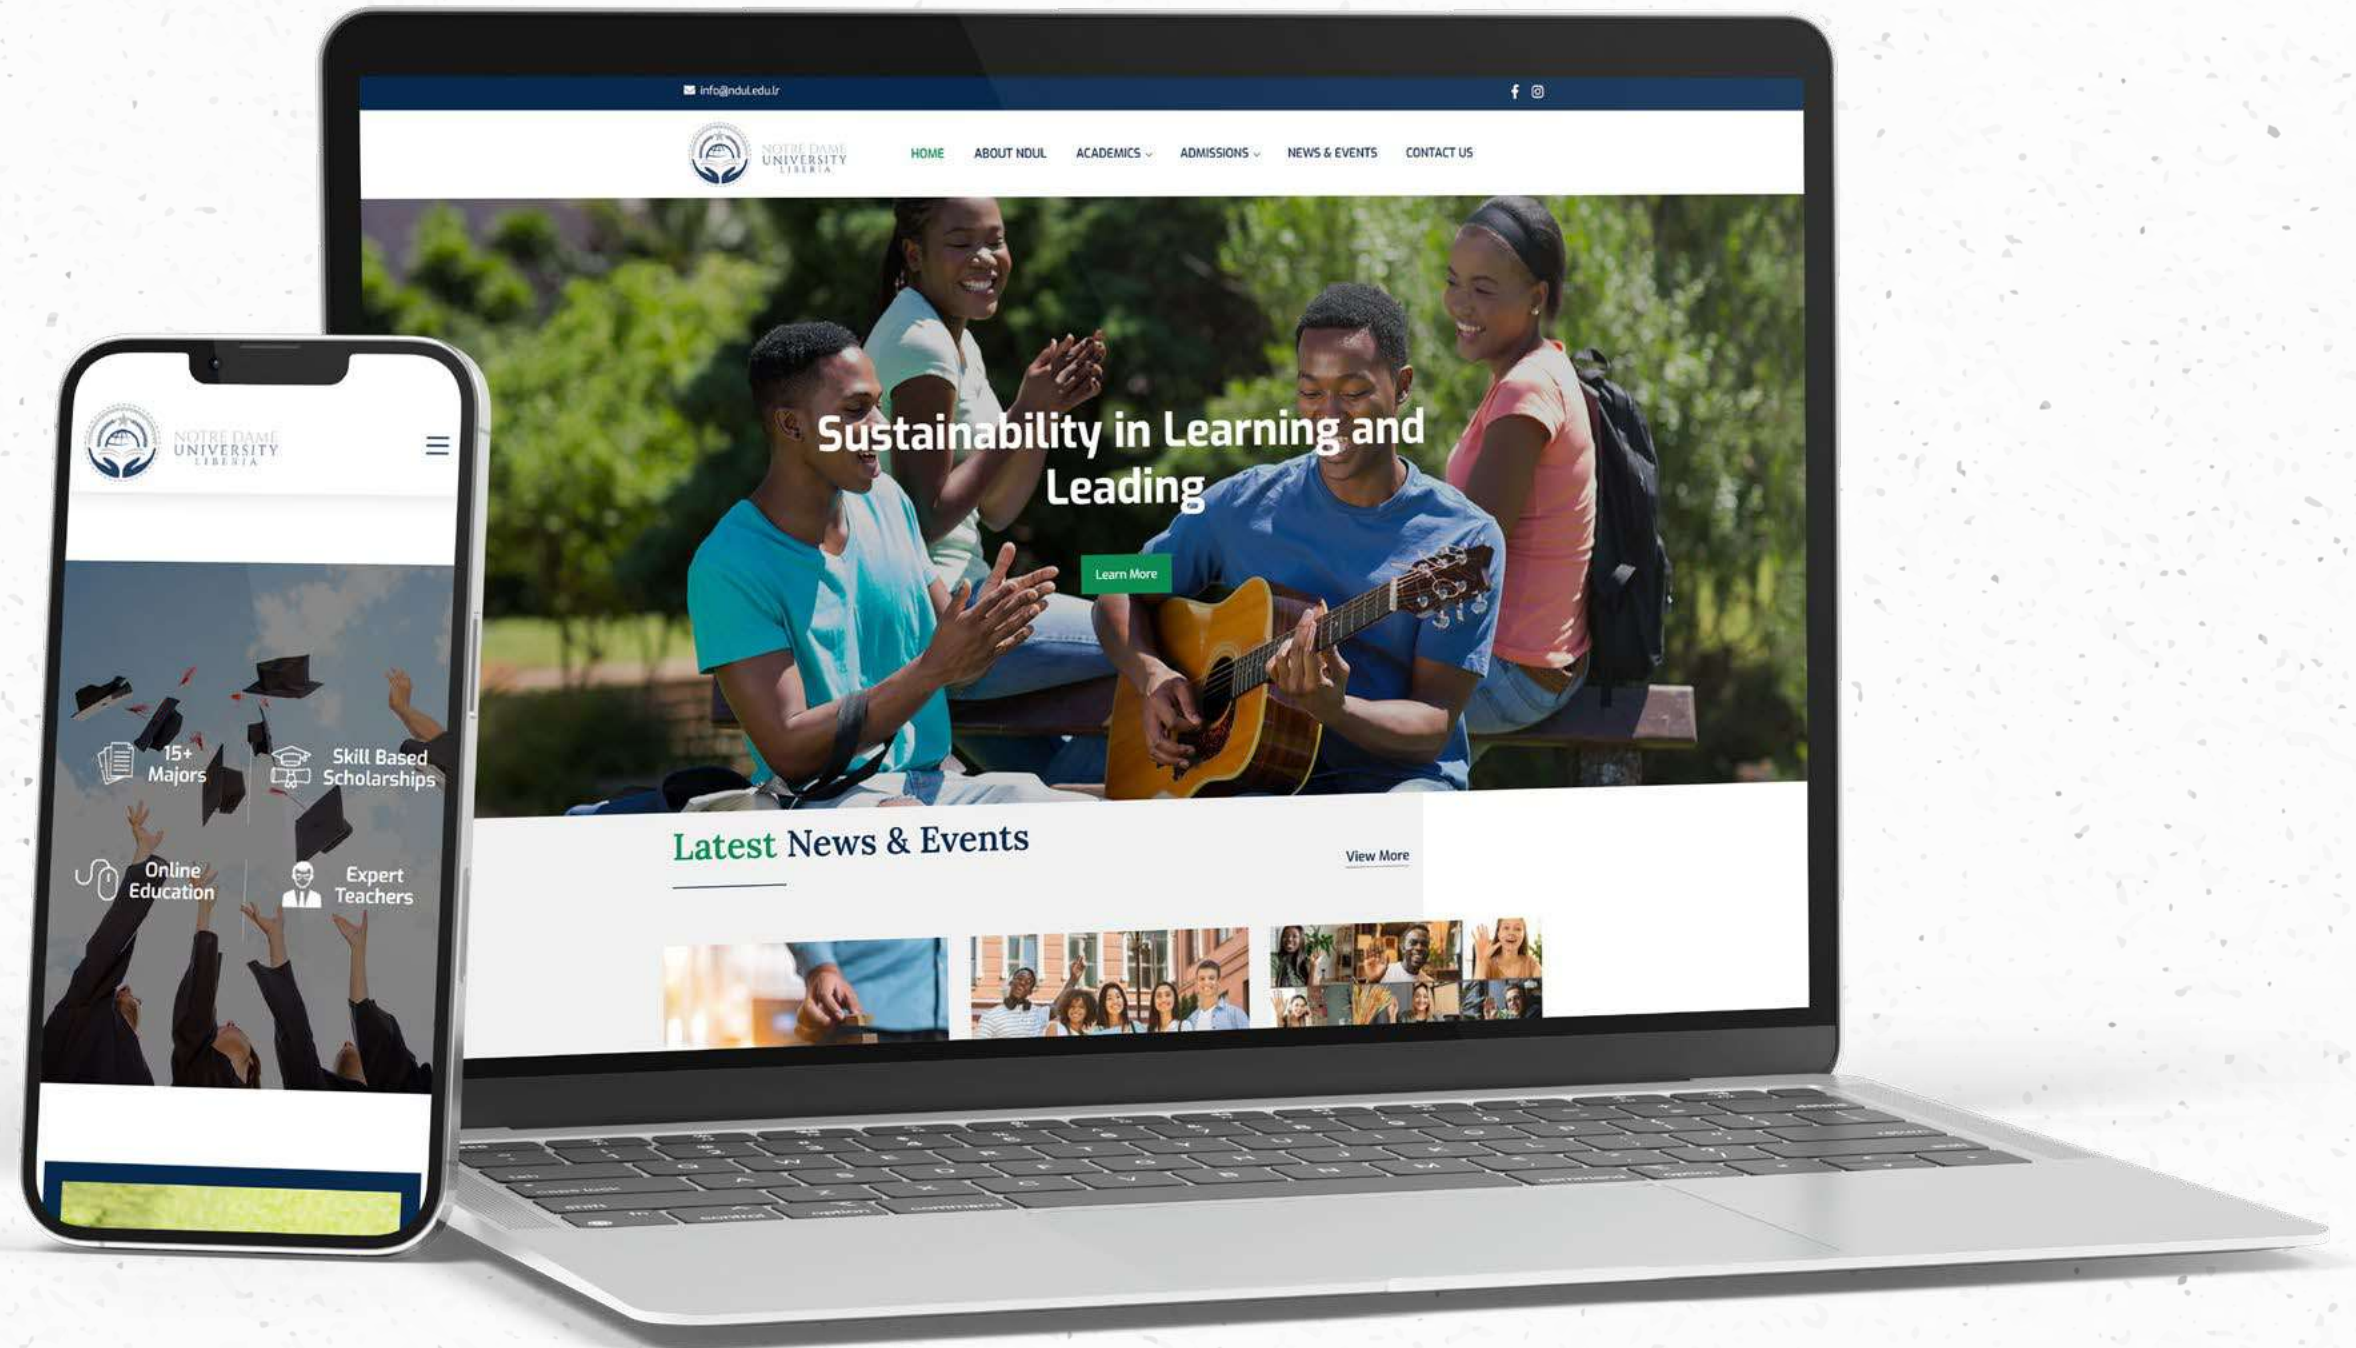 info@ndul.edu.lr
NOTRE DAME
UNIVERSITY
LIBERIA
HOME
ABOUT NDUL
ACADEMICS
ADMISSIONS
NEWS & EVENTS
CONTACT US
Sustainability in Learning and
Leading
Learn More
Latest News & Events
View More
NOTRE DAME
UNIVERSITY
LIBERIA
15+
Majors
Skill Based
Scholarships
Online
Education
Expert
Teachers